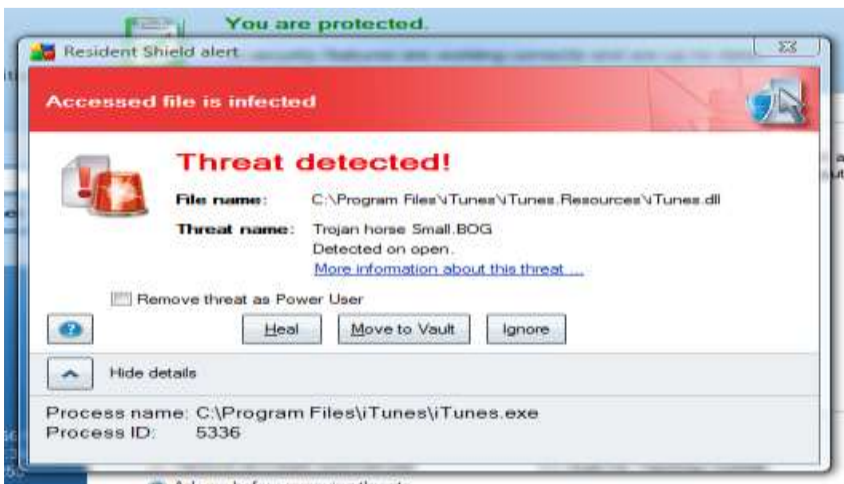 You are protected.
Resident Shield alert
Accessed file is infected
Threat detected!
File name: C:\Program Files\iTunes\iTunes.Resources\iTunes.dll
Threat name: Trojan horse Small.BOG
Detected on open.
More information about this threat ...
Remove threat as Power User
Heal Move to Vault Ignore
Hide details
Process name: C:\Program Files\iTunes\iTunes.exe
Process ID: 5336